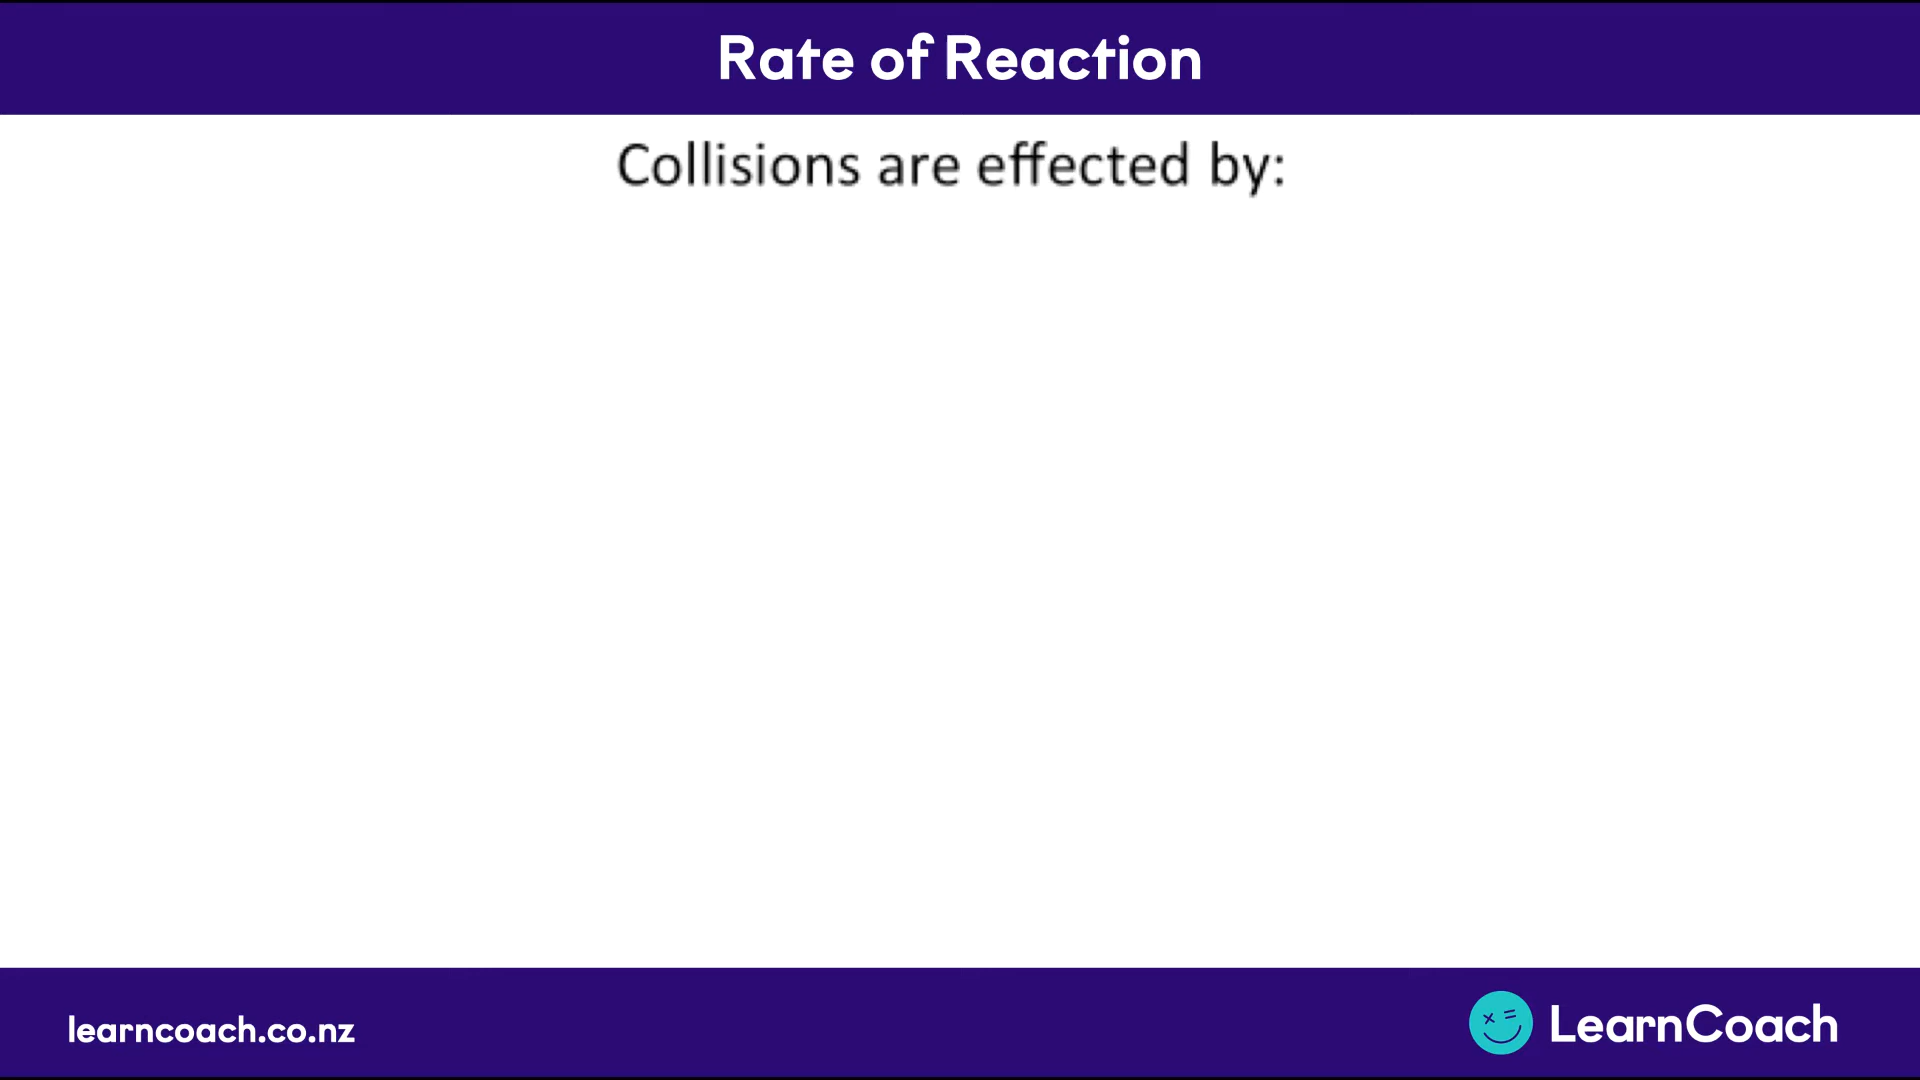 Rate of Reaction
Collisions are effected by:
learncoach.co.nz
LearnCoach